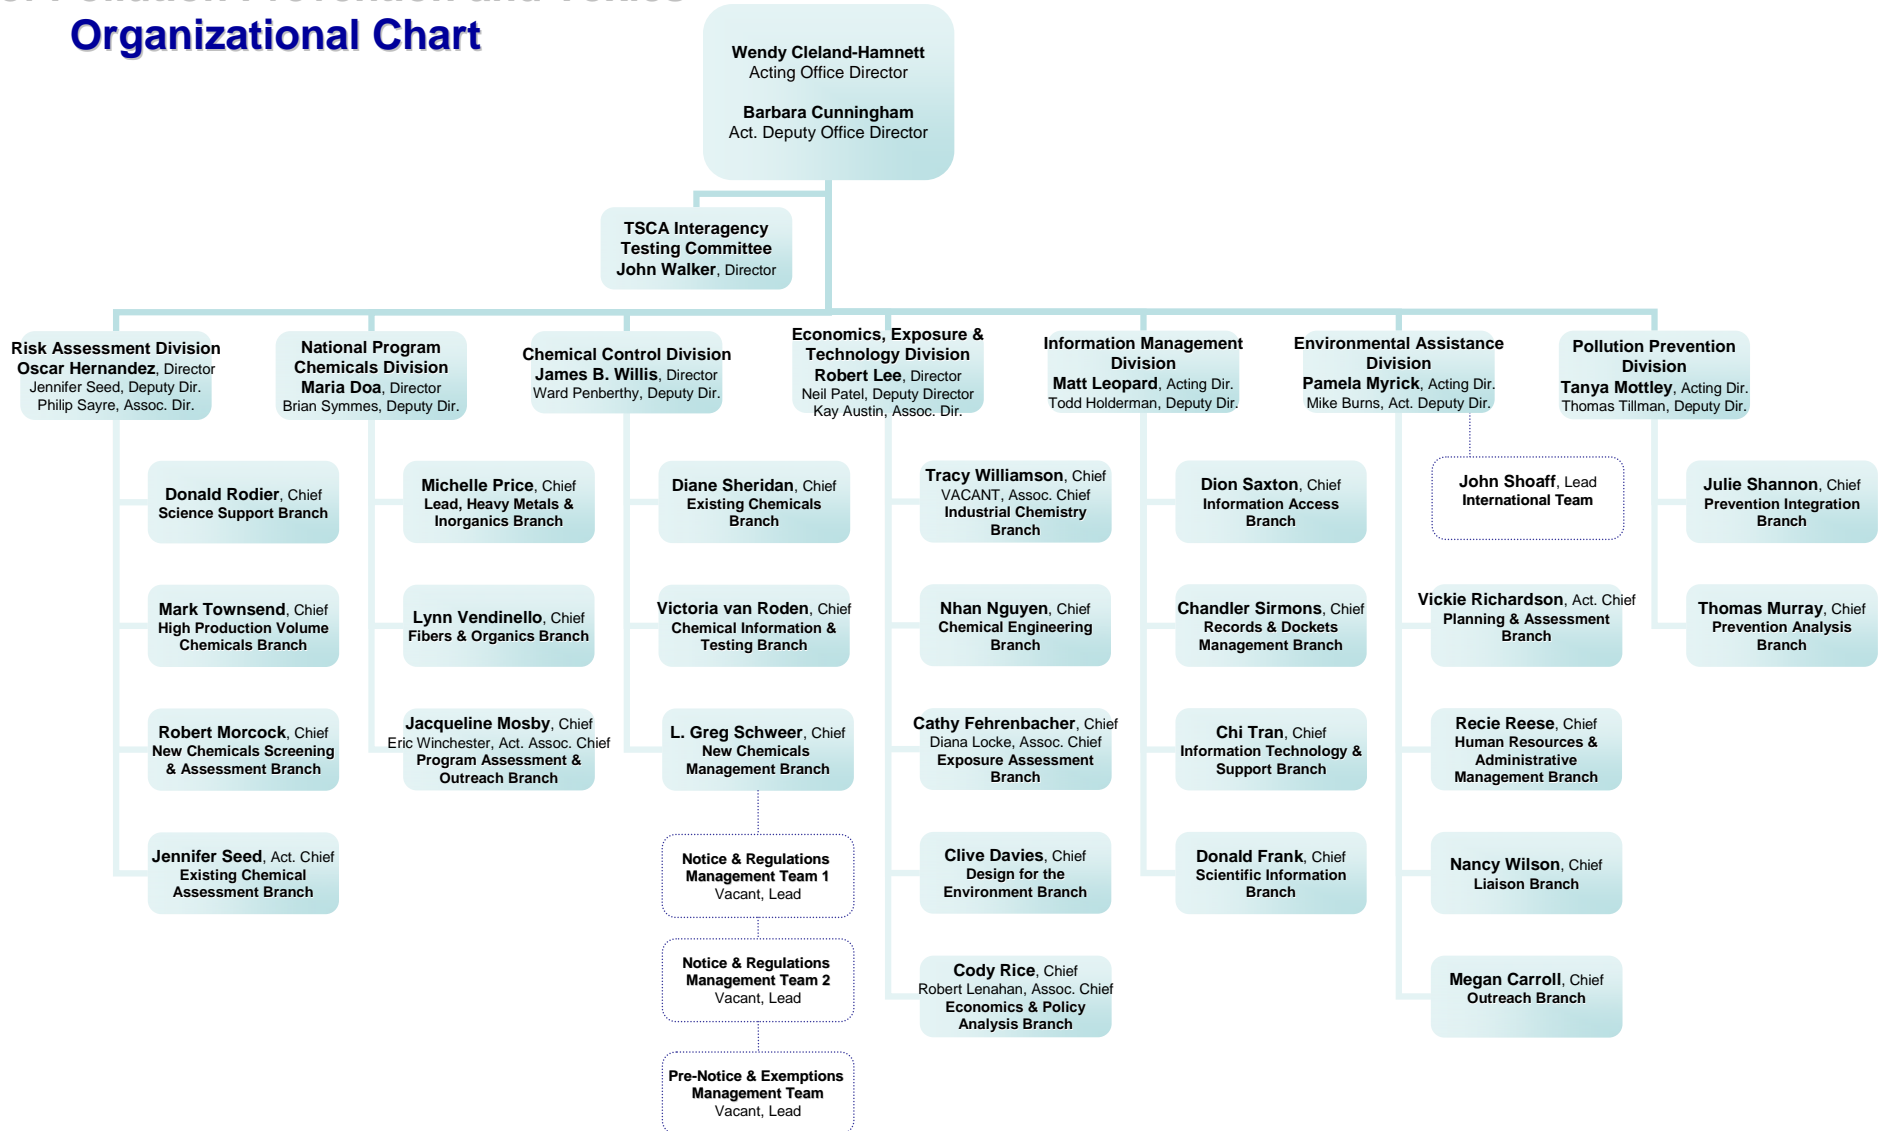 Pollution Prevention and Toxics
Organizational Chart
Wendy Cleland-Hamnett
Acting Office Director
Barbara Cunningham
Act. Deputy Office Director
TSCA Interagency
Testing Committee
John Walker, Director
Risk Assessment Division
Oscar Hernandez, Director
Jennifer Seed, Deputy Dir.
Philip Sayre, Assoc. Dir.
National Program
Chemicals Division
Maria Doa, Director
Brian Symmes, Deputy Dir.
Chemical Control Division
James B. Willis, Director
Ward Penberthy, Deputy Dir.
Economics, Exposure &
Technology Division
Robert Lee, Director
Neil Patel, Deputy Director
Kay Austin, Assoc. Dir.
Information Management
Division
Matt Leopard, Acting Dir.
Todd Holderman, Deputy Dir.
Environmental Assistance
Division
Pamela Myrick, Acting Dir.
Mike Burns, Act. Deputy Dir.
Pollution Prevention
Division
Tanya Mottley, Acting Dir.
Thomas Tillman, Deputy Dir.
Donald Rodier, Chief
Science Support Branch
Mark Townsend, Chief
High Production Volume
Chemicals Branch
Robert Morcock, Chief
New Chemicals Screening
& Assessment Branch
Jennifer Seed, Act. Chief
Existing Chemical
Assessment Branch
Michelle Price, Chief
Lead, Heavy Metals &
Inorganics Branch
Lynn Vendinello, Chief
Fibers & Organics Branch
Jacqueline Mosby, Chief
Eric Winchester, Act. Assoc. Chief
Program Assessment &
Outreach Branch
Diane Sheridan, Chief
Existing Chemicals
Branch
Victoria van Roden, Chief
Chemical Information &
Testing Branch
L. Greg Schweer, Chief
New Chemicals
Management Branch
Notice & Regulations
Management Team 1
Vacant, Lead
Notice & Regulations
Management Team 2
Vacant, Lead
Pre-Notice & Exemptions
Management Team
Vacant, Lead
Tracy Williamson, Chief
VACANT, Assoc. Chief
Industrial Chemistry
Branch
Nhan Nguyen, Chief
Chemical Engineering
Branch
Cathy Fehrenbacher, Chief
Diana Locke, Assoc. Chief
Exposure Assessment
Branch
Clive Davies, Chief
Design for the
Environment Branch
Cody Rice, Chief
Robert Lenahan, Assoc. Chief
Economics & Policy
Analysis Branch
Dion Saxton, Chief
Information Access
Branch
Chandler Sirmons, Chief
Records & Dockets
Management Branch
Chi Tran, Chief
Information Technology &
Support Branch
Donald Frank, Chief
Scientific Information
Branch
John Shoaff, Lead
International Team
Vickie Richardson, Act. Chief
Planning & Assessment
Branch
Recie Reese, Chief
Human Resources &
Administrative
Management Branch
Nancy Wilson, Chief
Liaison Branch
Megan Carroll, Chief
Outreach Branch
Julie Shannon, Chief
Prevention Integration
Branch
Thomas Murray, Chief
Prevention Analysis
Branch